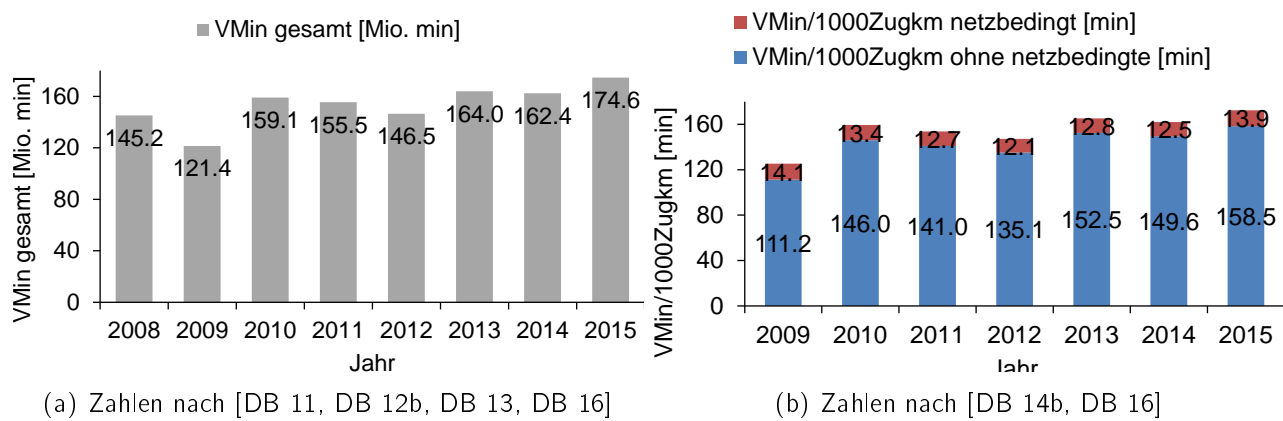 VMin gesamt [Mio. min]
VMin gesamt [Mio. min]
160
120
80
40
0
145.2
121.4
159.1
155.5
146.5
164.0
162.4
174.6
2008 2009 2010 2011 2012 2013 2014 2015
Jahr
(a) Zahlen nach [DB 11, DB 12b, DB 13, DB 16]
VMin/1000Zugkm netzbedingt [min]
VMin/1000Zugkm ohne netzbedingte [min]
VMin/1000Zugkm [min]
160
120
80
40
0
14.1
13.4
12.7
12.1
12.8
12.5
13.9
111.2
146.0
141.0
135.1
152.5
149.6
158.5
2009 2010 2011 2012 2013 2014 2015
Jahr
(b) Zahlen nach [DB 14b, DB 16]